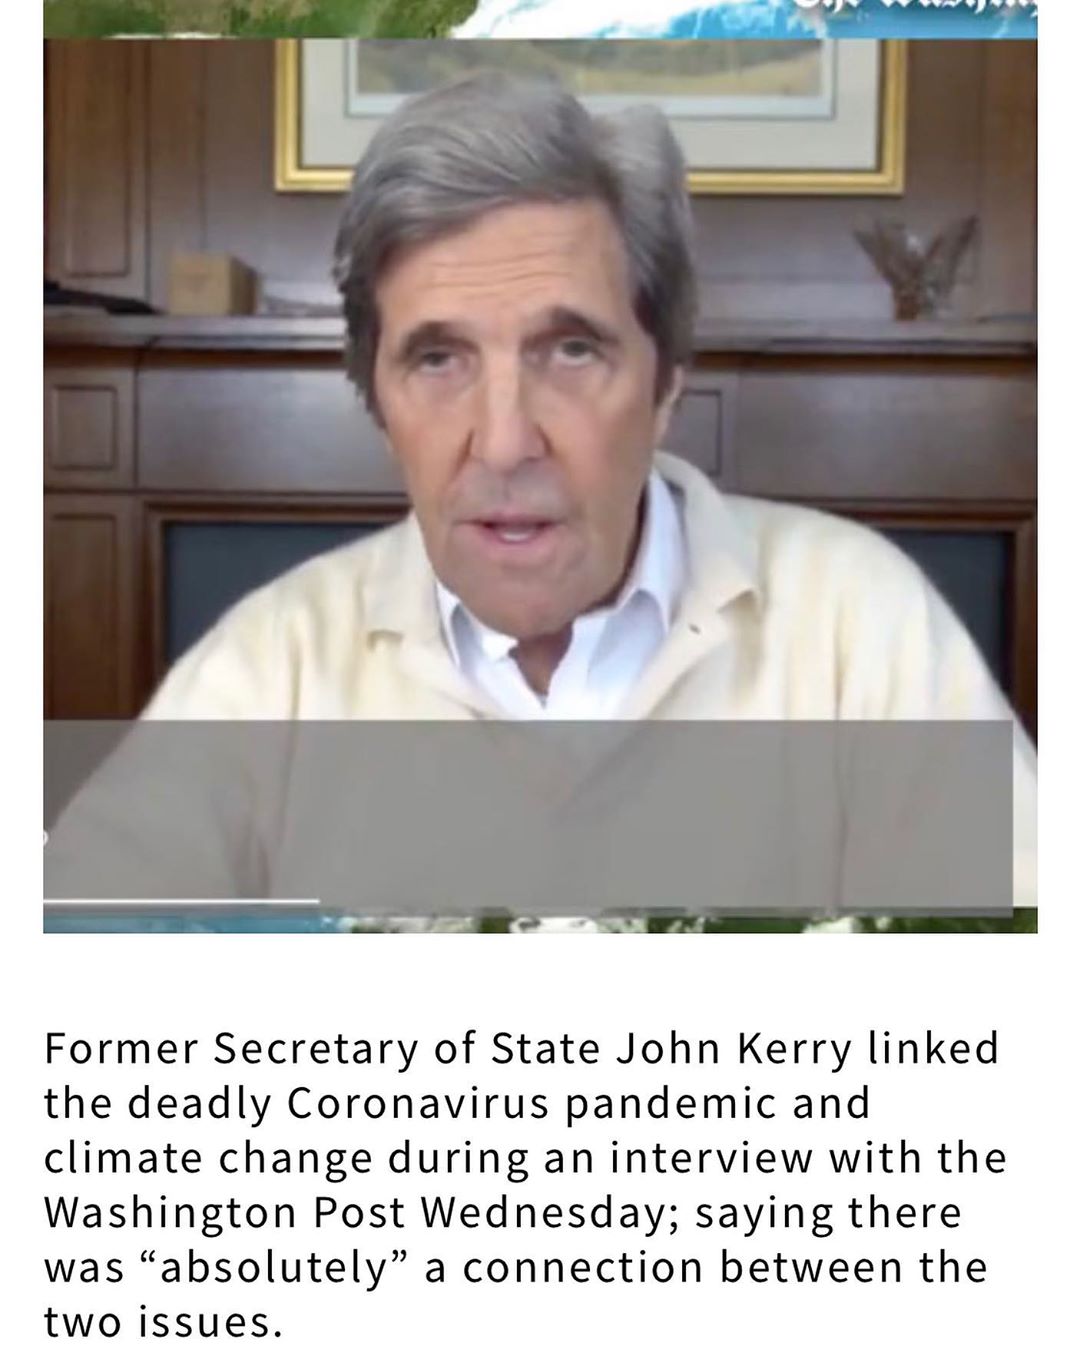 Former Secretary of State John Kerry linked
the deadly Coronavirus pandemic and
climate change during an interview with the
Washington Post Wednesday; saying there
was “absolutely” a connection between the
two issues.